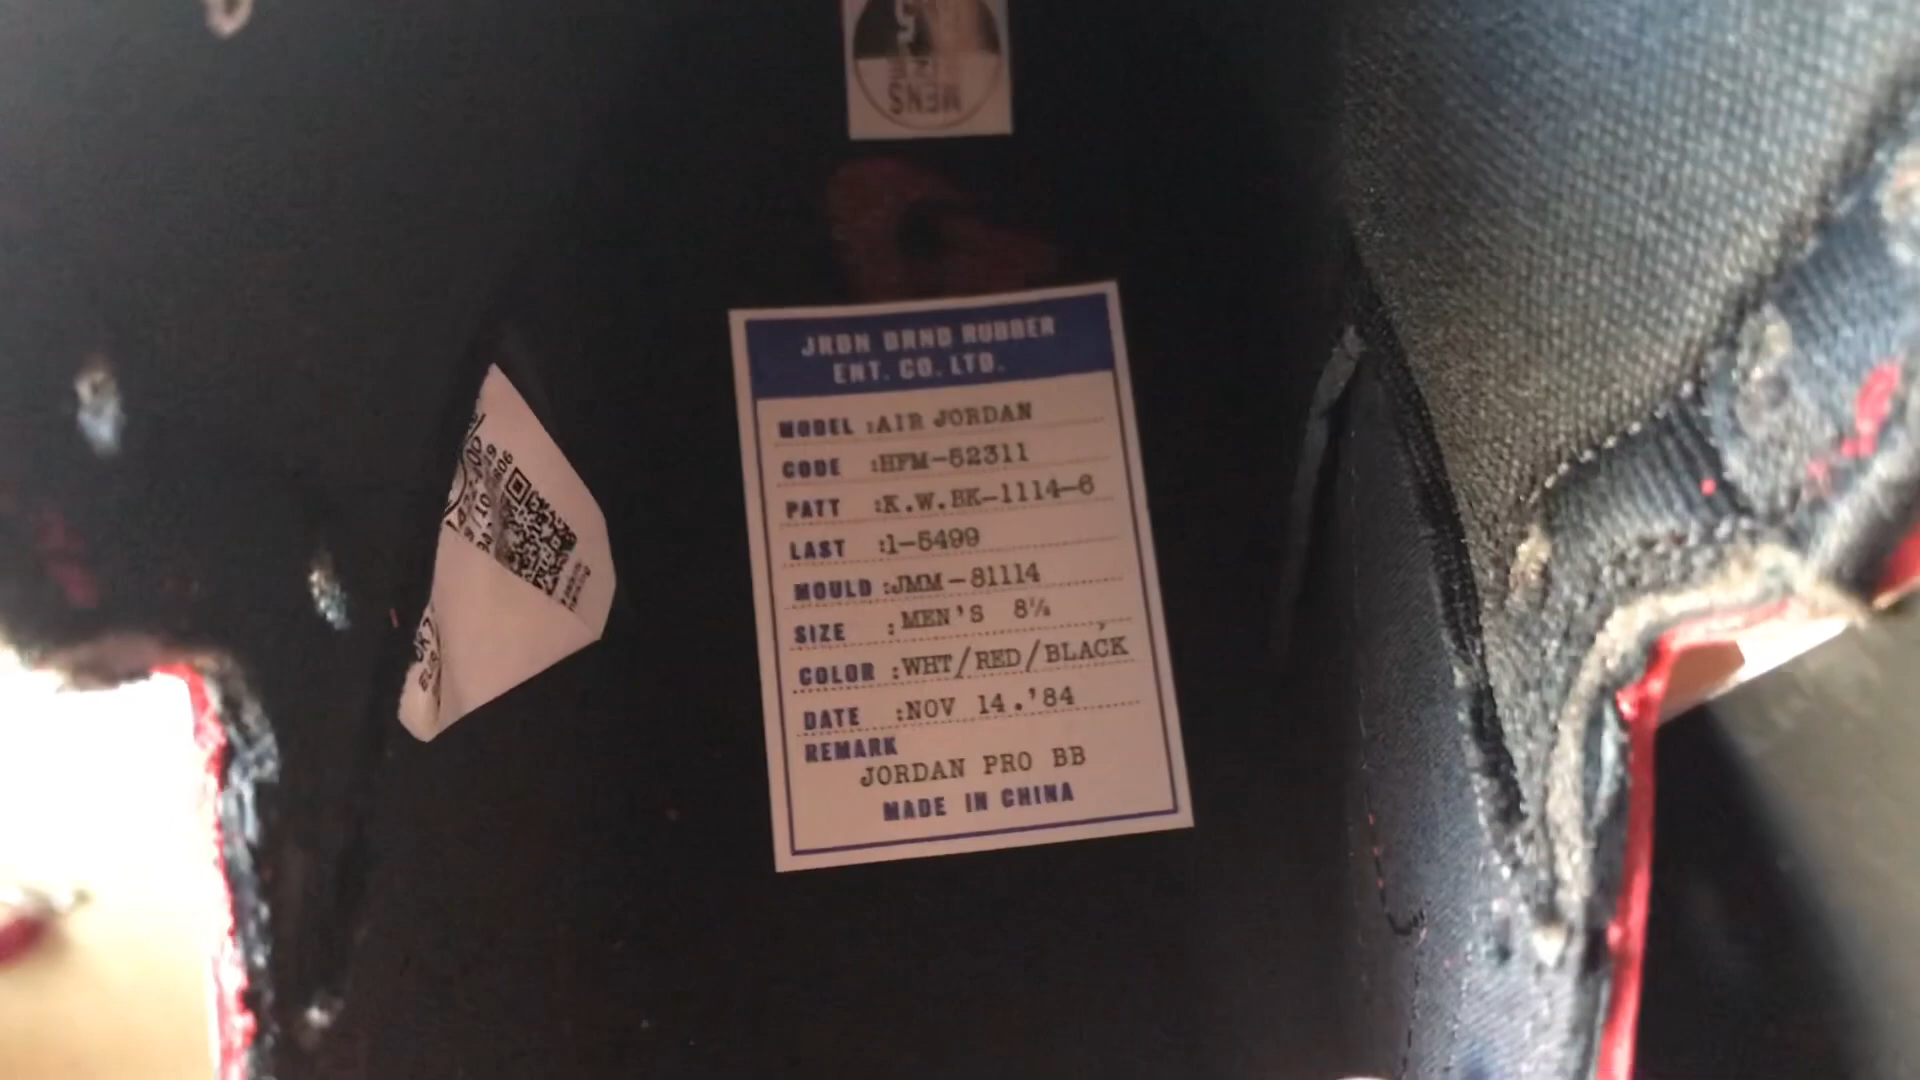 MENS
JRDN BRND RUBBER
ENT. CO. LTD.
MODEL :AIR JORDAN
CODE :HFM-52311
PATT :K.W.BK-1114-6
LAST :1-5499
MOULD :JMM-81114
SIZE : MEN'S 8½
COLOR :WHT/RED/BLACK
DATE :NOV 14.'84
REMARK
JORDAN PRO BB
MADE IN CHINA